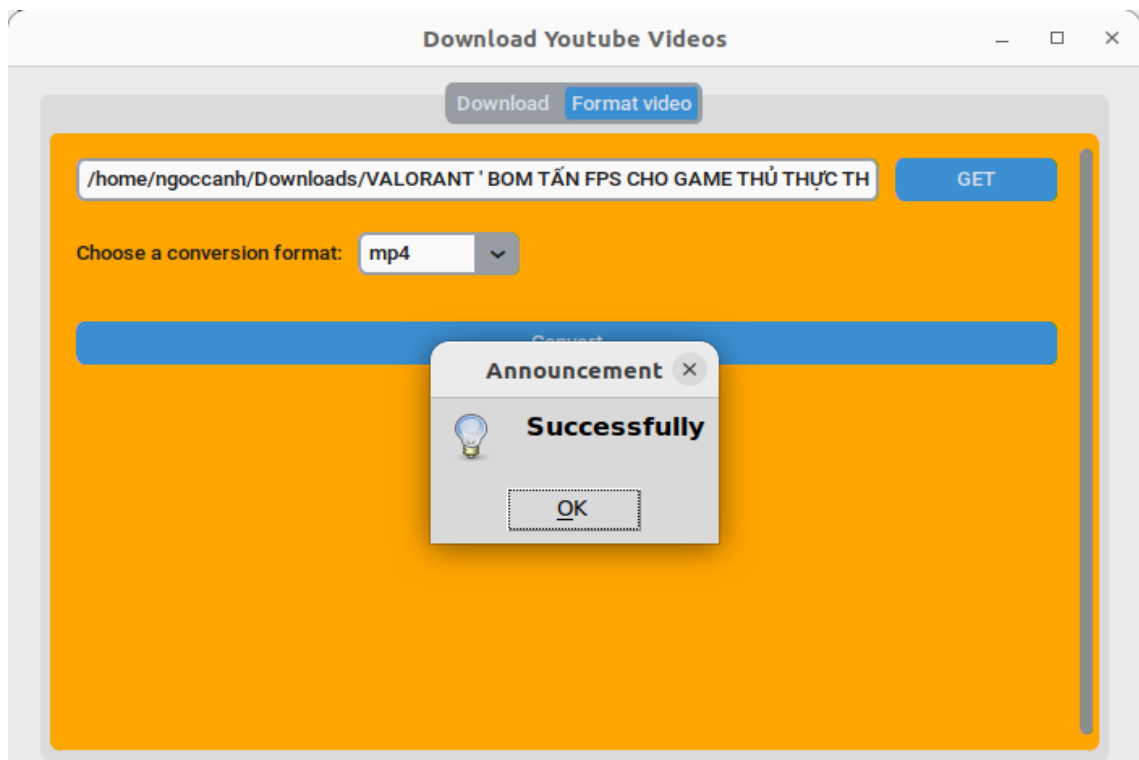 Download Youtube Videos
Download Format video
/home/ngoccanh/Downloads/VALORANT ' BOM TẤN FPS CHO GAME THỦ THỰC TH
GET
Choose a conversion format: mp4
Convert
Announcement
Successfully
OK